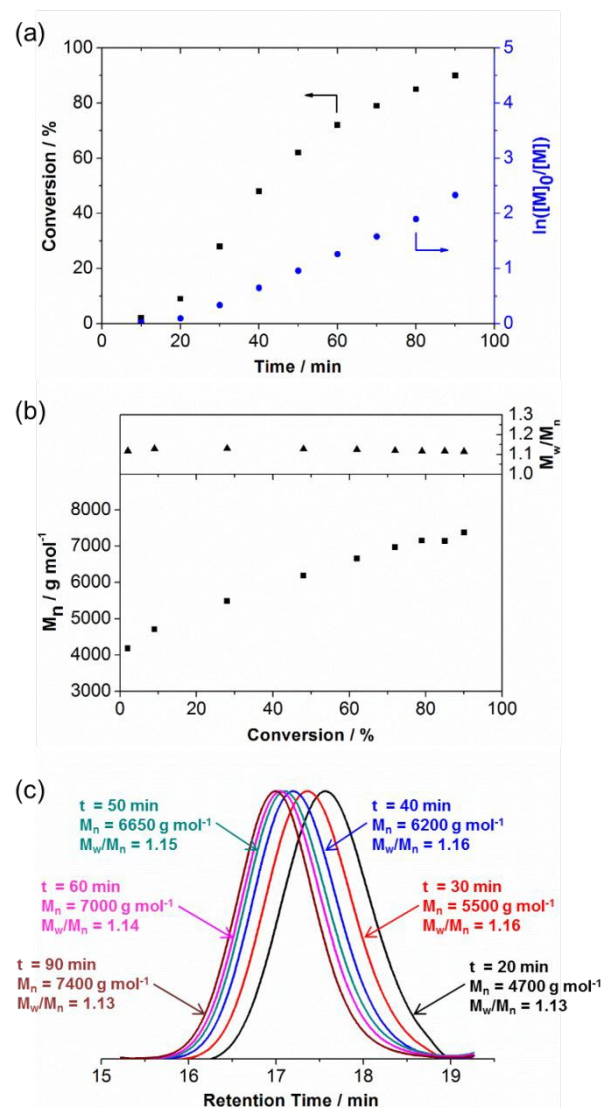 (a)
100
80
60
40
20
0
Conversion / %
5
4
3
2
1
0
ln([M]0/[M])
0 20 40 60 80 100
Time / min
(b)
1.3
1.2
1.1
1.0
Mw/Mn
8000
7000
6000
5000
4000
3000
Mn / g mol-1
0 20 40 60 80 100
Conversion / %
(c)
t = 50 min
Mn = 6650 g mol-1
Mw/Mn = 1.15
t = 40 min
Mn = 6200 g mol-1
Mw/Mn = 1.16
t = 60 min
Mn = 7000 g mol-1
Mw/Mn = 1.14
t = 30 min
Mn = 5500 g mol-1
Mw/Mn = 1.16
t = 90 min
Mn = 7400 g mol-1
Mw/Mn = 1.13
t = 20 min
Mn = 4700 g mol-1
Mw/Mn = 1.13
15 16 17 18 19
Retention Time / min